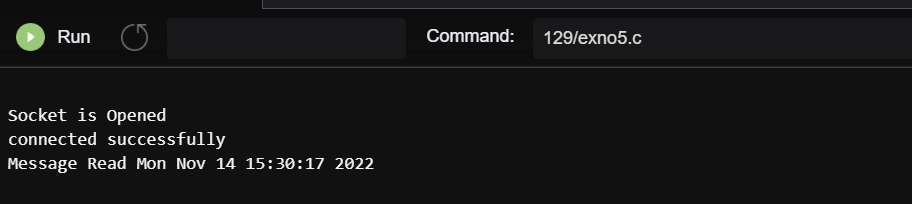 Run Command: 129/exno5.c
Socket is Opened
connected successfully
Message Read Mon Nov 14 15:30:17 2022